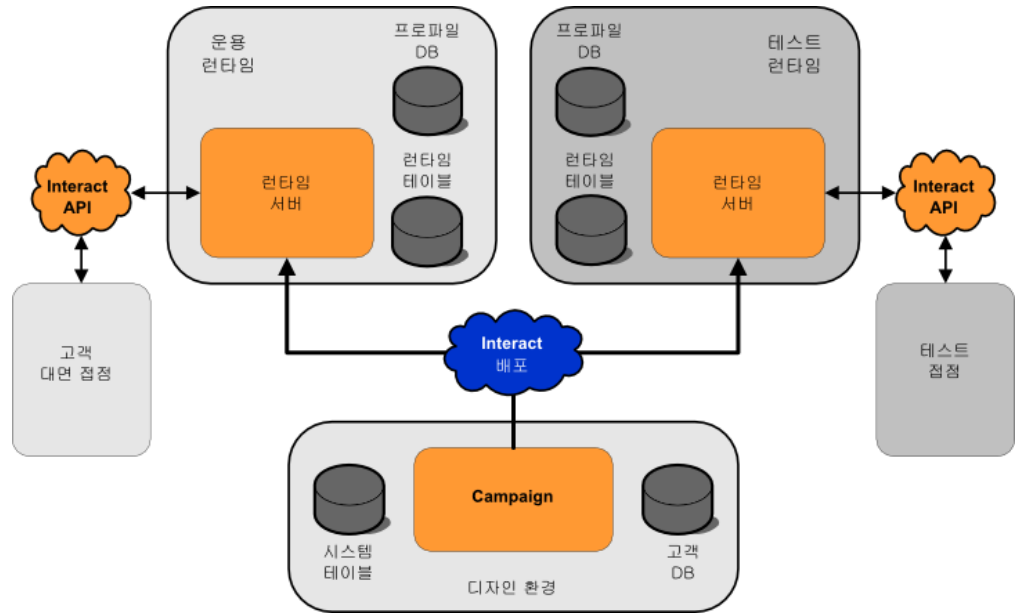 운용
런타임
프로파일
DB
런타임
서버
런타임
테이블
프로파일
DB
테스트
런타임
런타임
테이블
런타임
서버
Interact
API
Interact
API
고객
대면 접점
Interact
배포
테스트
접점
Campaign
시스템
테이블
고객
DB
디자인 환경